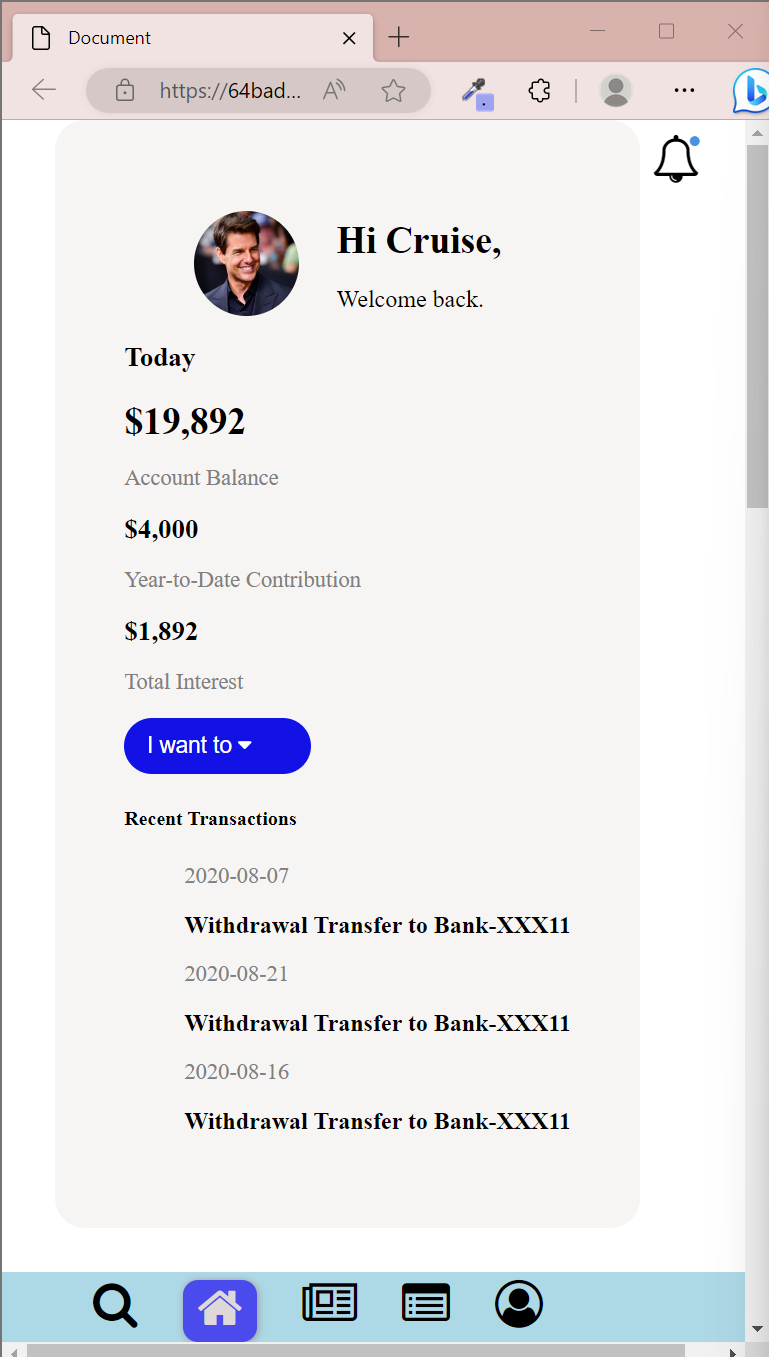 Document
https://64bad...
Hi Cruise,
Welcome back.
Today
$19,892
Account Balance
$4,000
Year-to-Date Contribution
$1,892
Total Interest
I want to
Recent Transactions
2020-08-07
Withdrawal Transfer to Bank-XXX11
2020-08-21
Withdrawal Transfer to Bank-XXX11
2020-08-16
Withdrawal Transfer to Bank-XXX11